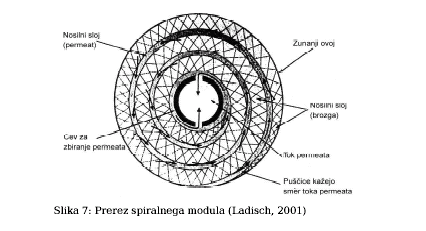 Nosilni sloj
(permeat)
Zunanji ovoj
Nosilni sloj
(brozga)
Cev za
zbiranje permeata
Tok permeata
Puščice kažejo
smer toka permeata
Slika 7: Prerez spiralnega modula (Ladisch, 2001)